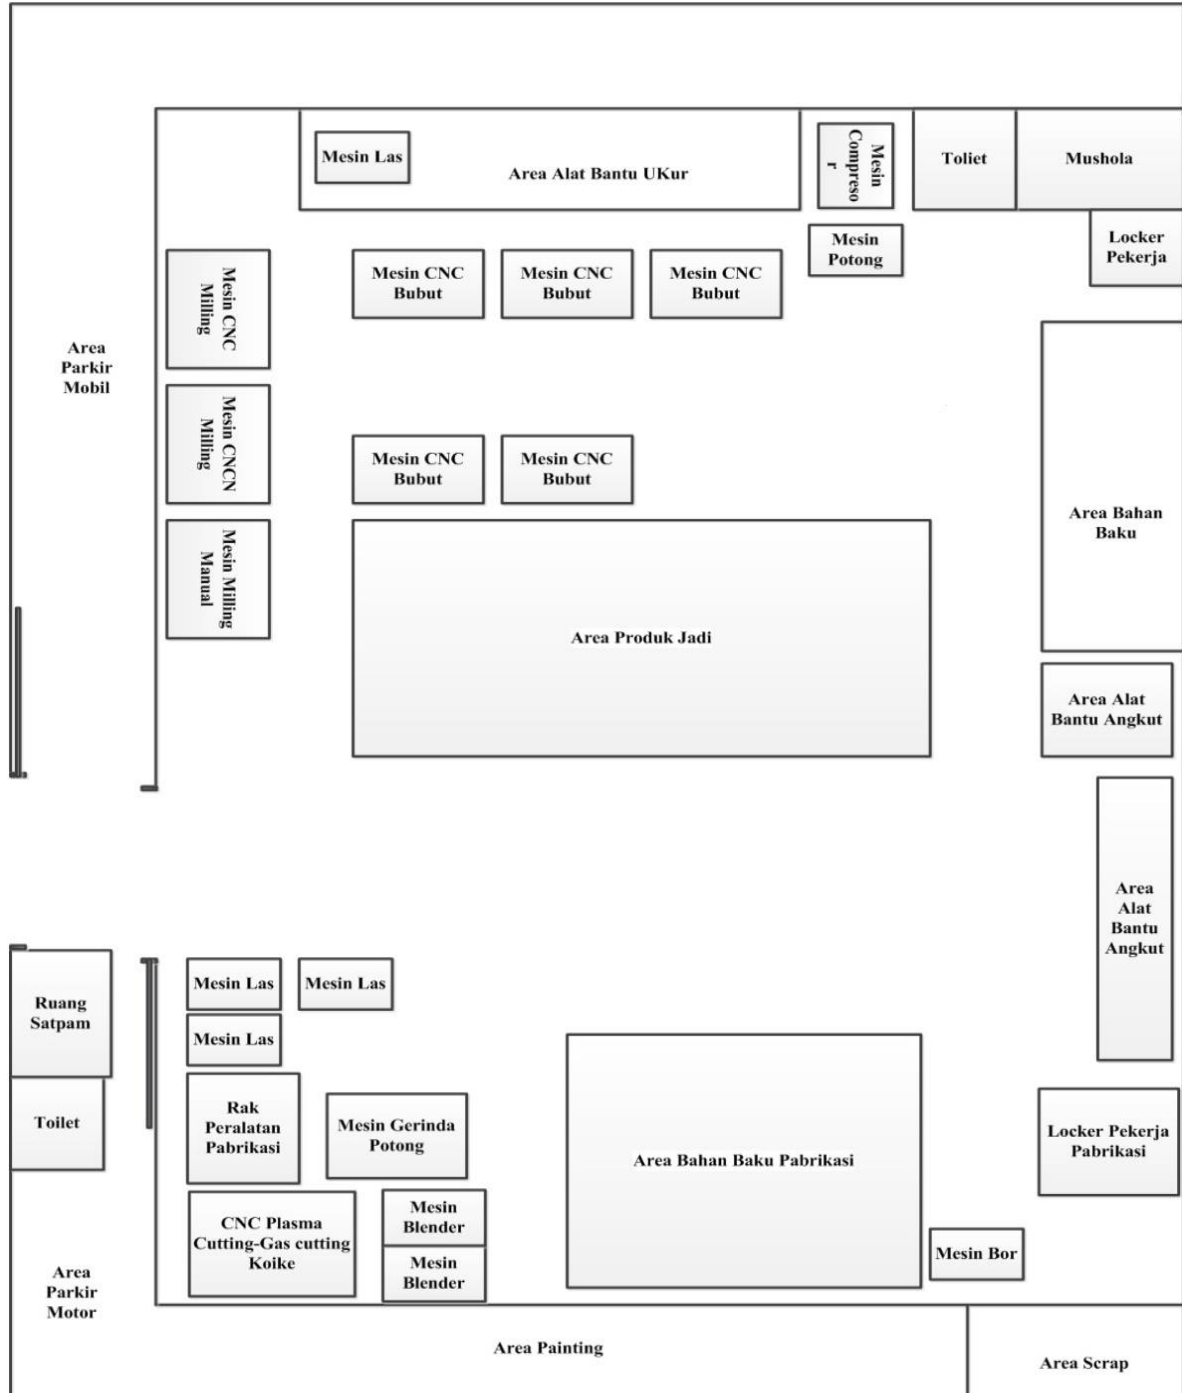 Mesin Las
Area Alat Bantu UKur
Mesin
Compreso
r
Toliet
Mushola
Mesin
Potong
Locker
Pekerja
Mesin CNC
Milling
Mesin CNC
Bubut
Mesin CNC
Bubut
Mesin CNC
Bubut
Area
Parkir
Mobil
Mesin CNCN
Milling
Mesin CNC
Bubut
Mesin CNC
Bubut
Area Bahan
Baku
Mesin Milling
Manual
Area Produk Jadi
Area Alat
Bantu Angkut
Area
Alat
Bantu
Angkut
Ruang
Satpam
Mesin Las
Mesin Las
Mesin Las
Toilet
Rak
Peralatan
Pabrikasi
Mesin Gerinda
Potong
Area Bahan Baku Pabrikasi
Locker Pekerja
Pabrikasi
CNC Plasma
Cutting-Gas cutting
Koike
Mesin
Blender
Mesin
Blender
Mesin Bor
Area
Parkir
Motor
Area Painting
Area Scrap